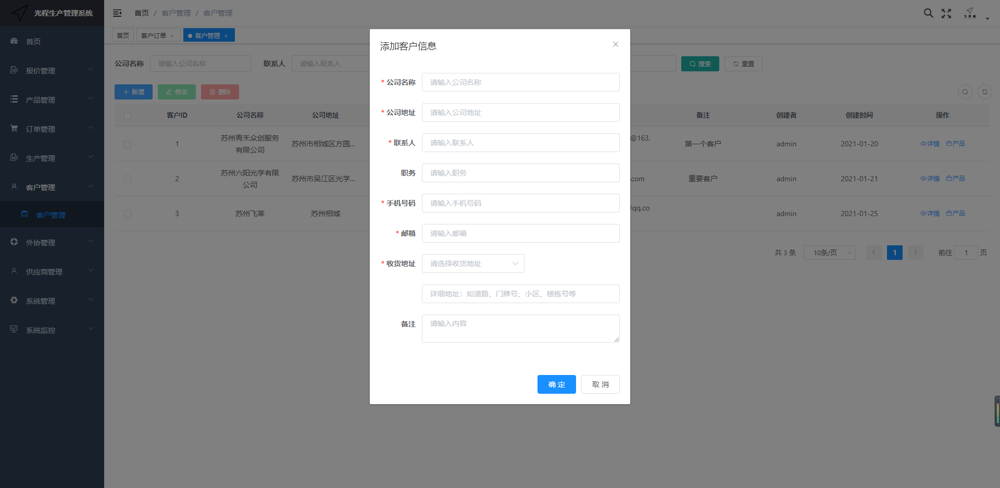 光程生产管理系统
首页 / 客户管理 / 客户管理
首页
客户订单 ×
客户管理 ×
首页
报价管理
产品管理
订单管理
生产管理
客户管理
客户管理
外协管理
供应商管理
系统管理
系统监控
公司名称 请输入公司名称 联系人 请输入联系人 搜索 重置
新增 修改 删除
客户ID 公司名称 公司地址 备注 创建者 创建时间 操作
1 苏州青禾众创服务有限公司 苏州市相城区方圆... @163. 第一个客户 admin 2021-01-20 详情 产品
2 苏州六阳光学有限公司 苏州市吴江区光学... .com 重要客户 admin 2021-01-21 详情 产品
3 苏州飞莱 苏州相城 qq.co admin 2021-01-25 详情 产品
共 3 条 10条/页 1 前往 1 页
添加客户信息
* 公司名称 请输入公司名称
* 公司地址 请输入公司地址
* 联系人 请输入联系人
职务 请输入职务
* 手机号码 请输入手机号码
* 邮箱 请输入邮箱
* 收货地址 请选择收货地址
详细地址：如道路、门牌号、小区、楼栋号等
备注 请输入内容
确 定 取 消